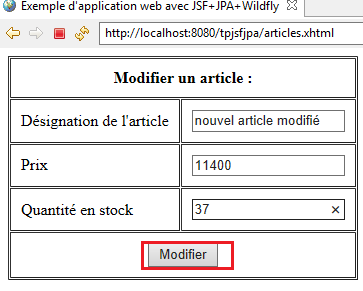 Exemple d'application web avec JSF+JPA+Wildfly
http://localhost:8080/tpjsfjpa/articles.xhtml
Modifier un article :
Désignation de l'article
nouvel article modifié
Prix
11400
Quantité en stock
37
Modifier